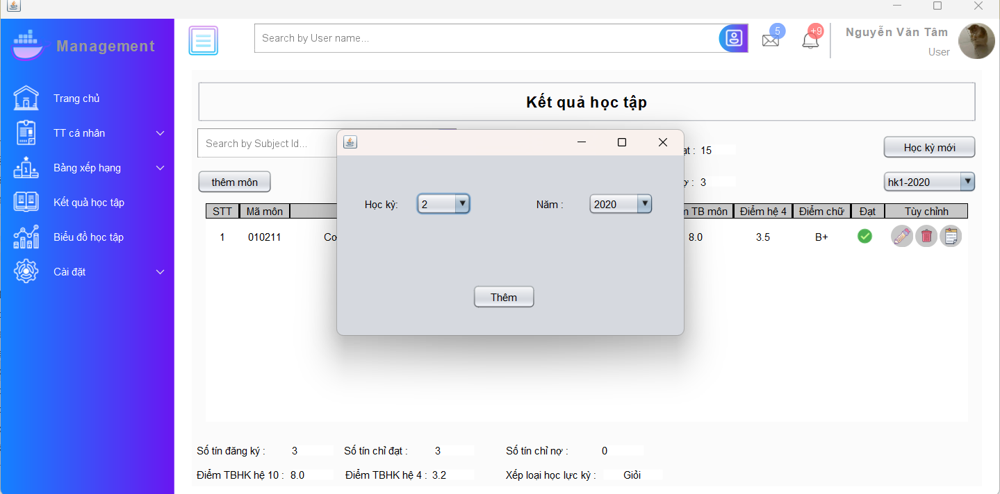 Management
Search by User name...
5
+9
Nguyễn Văn Tâm
User
Trang chủ
TT cá nhân
Bảng xếp hạng
Kết quả học tập
Biểu đồ học tập
Cài đặt
Kết quả học tập
Search by Subject Id...
đạt : 15
Học kỳ mới
thêm môn
: 3
hk1-2020
STT Mã môn TB môn Điểm hệ 4 Điểm chữ Đạt Tùy chỉnh
1 010211 8.0 3.5 B+
Học kỳ: 2 Năm : 2020
Thêm
Số tín đăng ký : 3 Số tín chỉ đạt : 3 Số tín chỉ nợ : 0
Điểm TBHK hệ 10 : 8.0 Điểm TBHK hệ 4 : 3.2 Xếp loại học lực kỳ : Giỏi